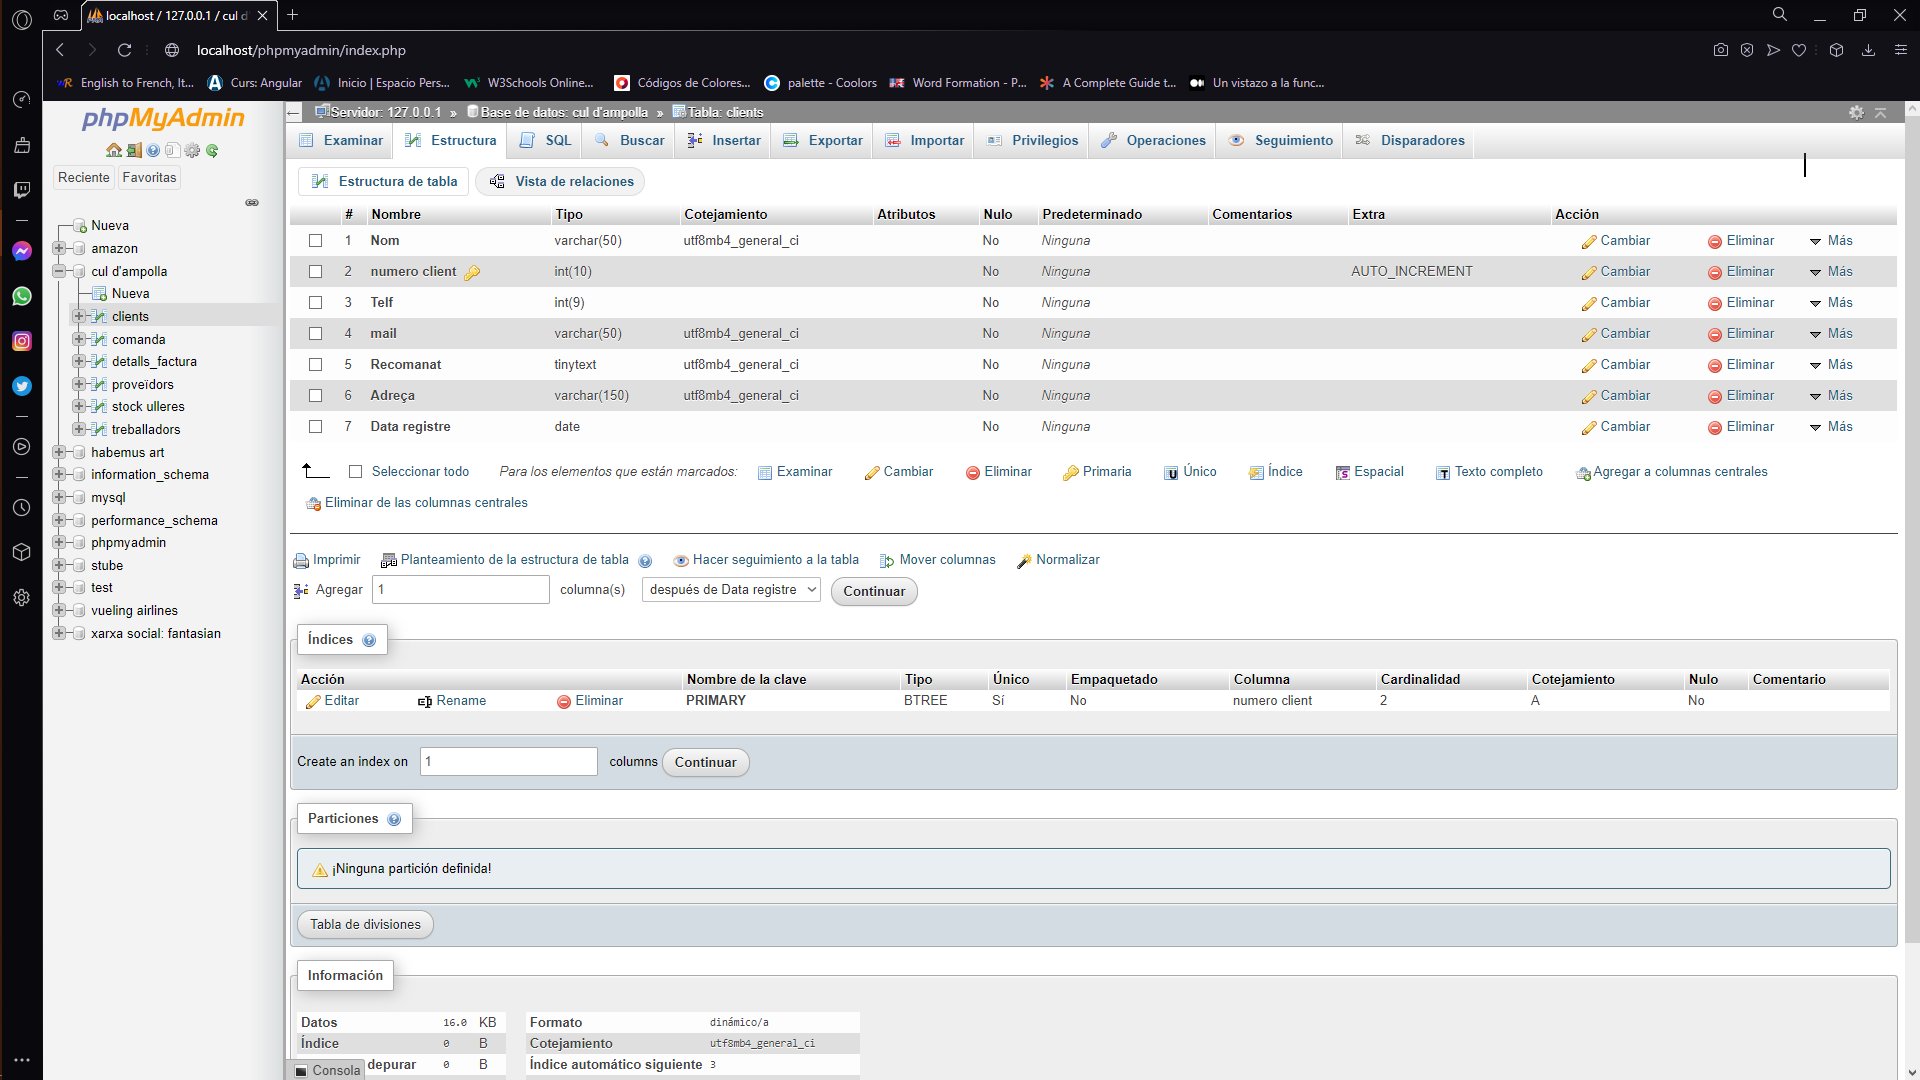 localhost / 127.0.0.1 / cul d
localhost/phpmyadmin/index.php
English to French, It...
Curs: Angular
Inicio | Espacio Pers...
W3Schools Online...
Códigos de Colores...
palette - Coolors
Word Formation - P...
A Complete Guide t...
Un vistazo a la func...
phpMyAdmin
Reciente Favoritas
Nueva
amazon
cul d'ampolla
Nueva
clients
comanda
detalls_factura
proveïdors
stock ulleres
treballadors
habemus art
information_schema
mysql
performance_schema
phpmyadmin
stube
test
vueling airlines
xarxa social: fantasian
Servidor: 127.0.0.1 » Base de datos: cul d'ampolla » Tabla: clients
Examinar Estructura SQL Buscar Insertar Exportar Importar Privilegios Operaciones Seguimiento Disparadores
Estructura de tabla Vista de relaciones
# Nombre Tipo Cotejamiento Atributos Nulo Predeterminado Comentarios Extra Acción
1 Nom varchar(50) utf8mb4_general_ci No Ninguna Cambiar Eliminar Más
2 numero client int(10) No Ninguna AUTO_INCREMENT Cambiar Eliminar Más
3 Telf int(9) No Ninguna Cambiar Eliminar Más
4 mail varchar(50) utf8mb4_general_ci No Ninguna Cambiar Eliminar Más
5 Recomanat tinytext utf8mb4_general_ci No Ninguna Cambiar Eliminar Más
6 Adreça varchar(150) utf8mb4_general_ci No Ninguna Cambiar Eliminar Más
7 Data registre date No Ninguna Cambiar Eliminar Más
Seleccionar todo Para los elementos que están marcados: Examinar Cambiar Eliminar Primaria Único Índice Espacial Texto completo Agregar a columnas centrales
Eliminar de las columnas centrales
Imprimir Planteamiento de la estructura de tabla Hacer seguimiento a la tabla Mover columnas Normalizar
Agregar 1 columna(s) después de Data registre Continuar
Índices
Acción Nombre de la clave Tipo Único Empaquetado Columna Cardinalidad Cotejamiento Nulo Comentario
Editar Rename Eliminar PRIMARY BTREE Sí No numero client 2 A No
Create an index on 1 columns Continuar
Particiones
¡Ninguna partición definida!
Tabla de divisiones
Información
Datos 16.0 KB
Índice 0 B
depurar 0 B
Formato dinámico/a
Cotejamiento utf8mb4_general_ci
Índice automático siguiente 3
Consola